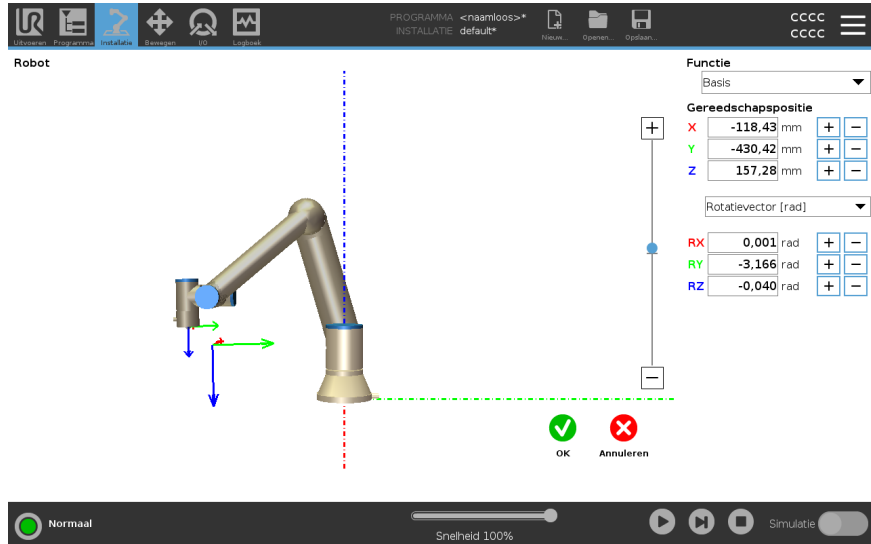 UR
PROGRAMMA <naamloos>*
INSTALLATIE default*
Uitvoeren Programma Installatie Bewegen I/O Logboek
Nieuw... Openen... Opslaan...
CCCC
CCCC
Robot
Functie
Basis
Gereedschapspositie
X -118,43 mm + −
Y -430,42 mm + −
Z 157,28 mm + −
Rotatievector [rad]
RX 0,001 rad + −
RY -3,166 rad + −
RZ -0,040 rad + −
+
−
OK Annuleren
Normaal
Snelheid 100%
Simulatie